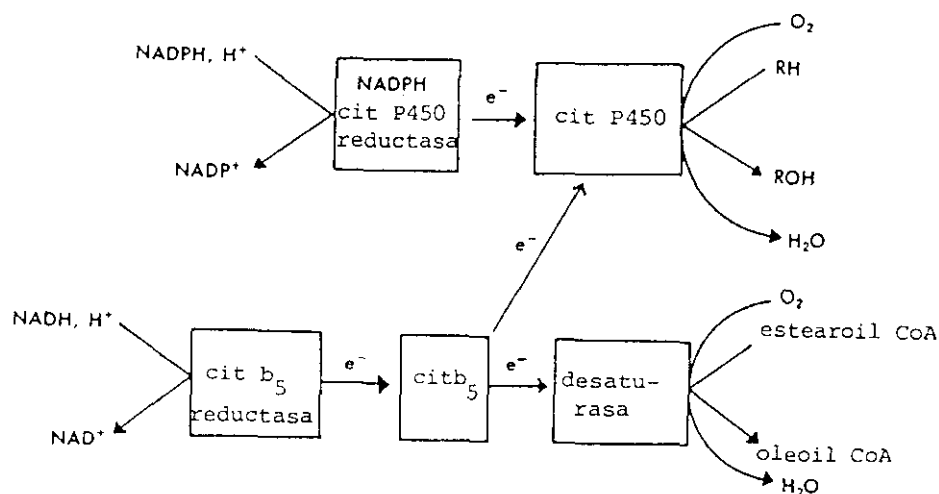 NADPH, H⁺
NADP⁺
NADPH
cit P450
reductasa
e⁻
cit P450
O₂
RH
ROH
H₂O
e⁻
NADH, H⁺
NAD⁺
cit b₅
reductasa
e⁻
citb₅
e⁻
desatu-
rasa
O₂
estearoil CoA
oleoil CoA
H₂O